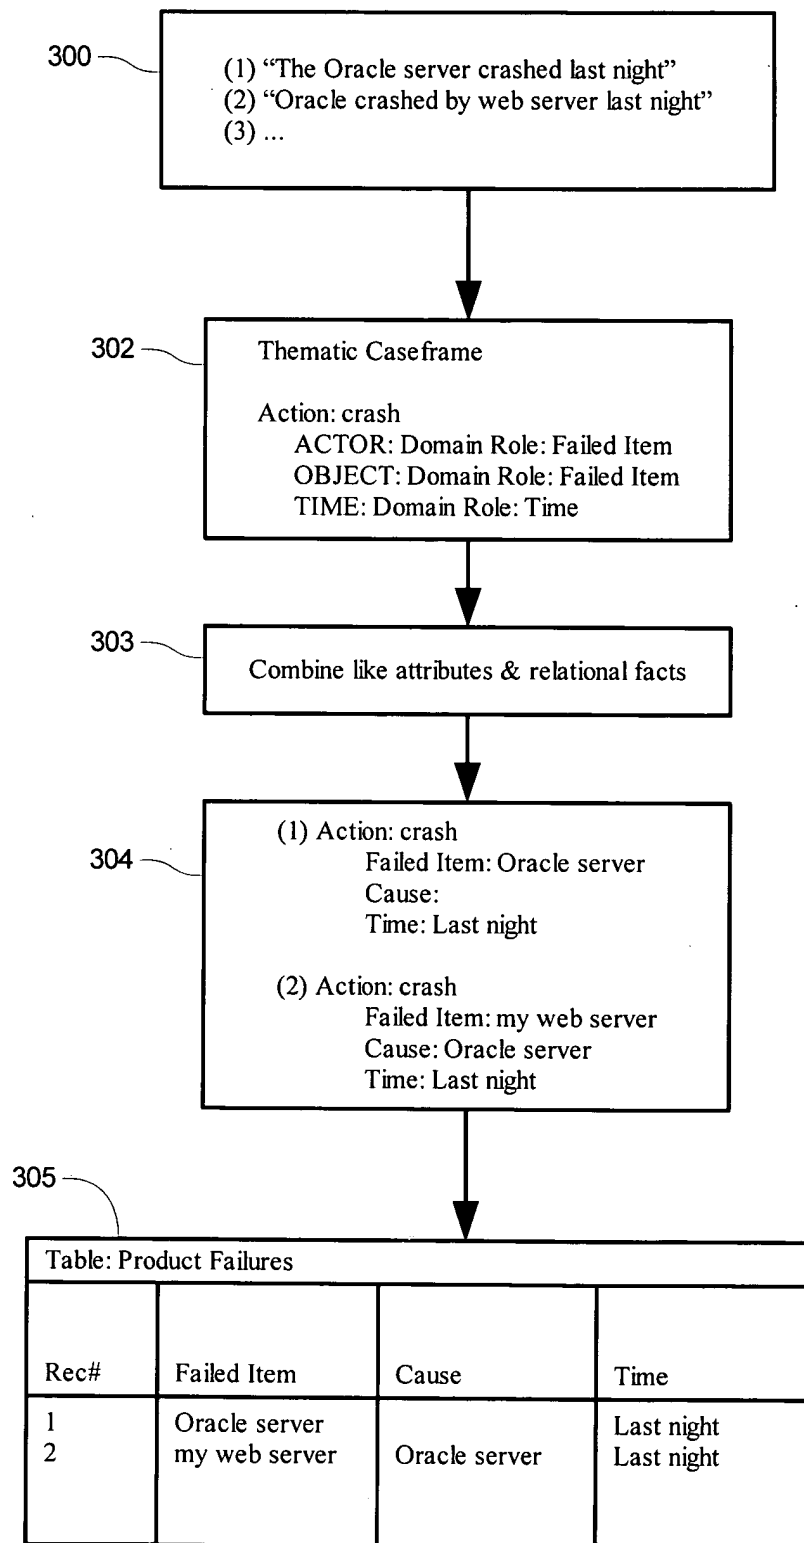 300
(1) “The Oracle server crashed last night”
(2) “Oracle crashed by web server last night”
(3) ...
302
Thematic Caseframe
Action: crash
ACTOR: Domain Role: Failed Item
OBJECT: Domain Role: Failed Item
TIME: Domain Role: Time
303
Combine like attributes & relational facts
304
(1) Action: crash
Failed Item: Oracle server
Cause:
Time: Last night
(2) Action: crash
Failed Item: my web server
Cause: Oracle server
Time: Last night
305
Table: Product Failures
Rec# Failed Item Cause Time
1 Oracle server Last night
2 my web server Oracle server Last night